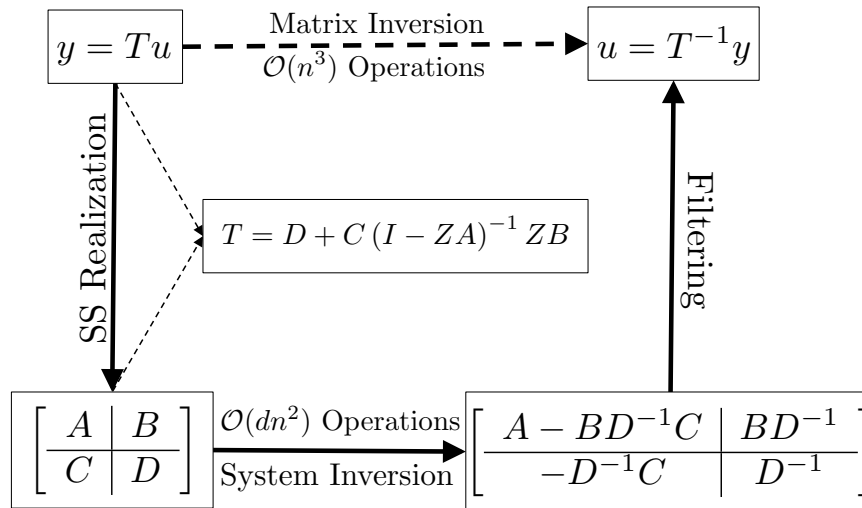 y = Tu
Matrix Inversion
O(n³) Operations
u = T⁻¹y
SS Realization
T = D + C (I − ZA)⁻¹ ZB
Filtering
[ A | B ]
[ C | D ]
O(dn²) Operations
System Inversion
[ A − BD⁻¹C | BD⁻¹ ]
[ -D⁻¹C | D⁻¹ ]